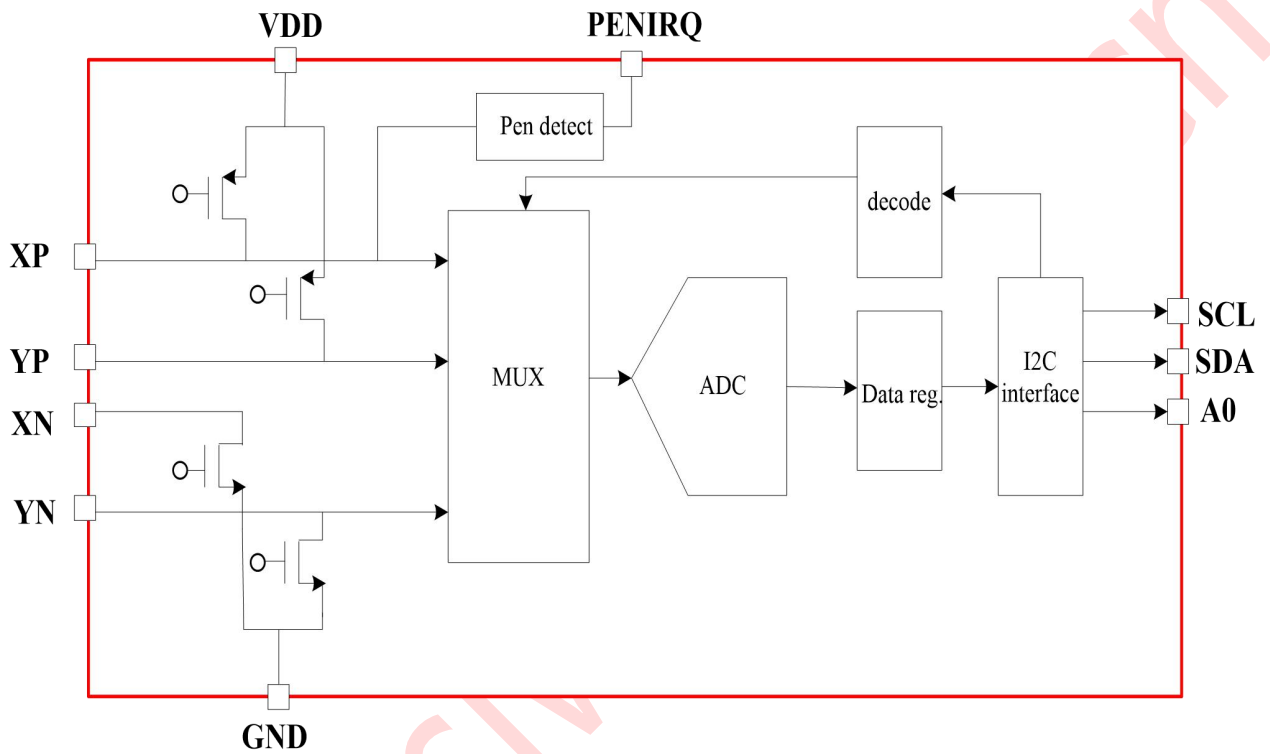 VDD
PENIRQ
Pen detect
decode
XP
YP
XN
YN
MUX
ADC
Data reg.
I2C
interface
SCL
SDA
A0
GND